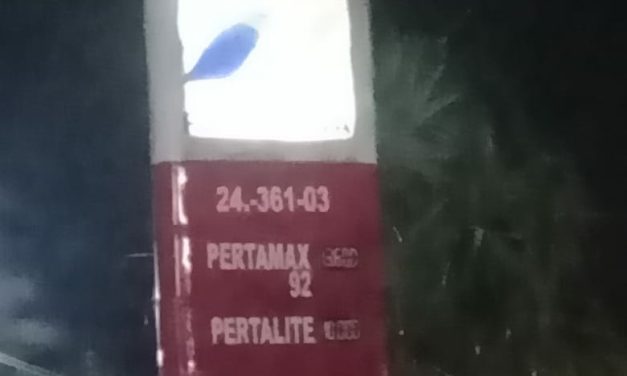 24.-361-03
PERTAMAX
92
PERTALITE